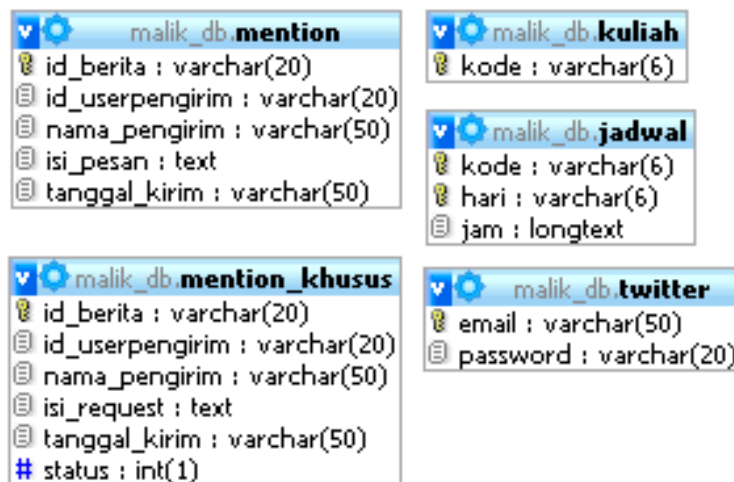 malik_db.mention
id_berita : varchar(20)
id_userpengirim : varchar(20)
nama_pengirim : varchar(50)
isi_pesan : text
tanggal_kirim : varchar(50)
malik_db.kuliah
kode : varchar(6)
malik_db.jadwal
kode : varchar(6)
hari : varchar(6)
jam : longtext
malik_db.mention_khusus
id_berita : varchar(20)
id_userpengirim : varchar(20)
nama_pengirim : varchar(50)
isi_request : text
tanggal_kirim : varchar(50)
# status : int(1)
malik_db.twitter
email : varchar(50)
password : varchar(20)